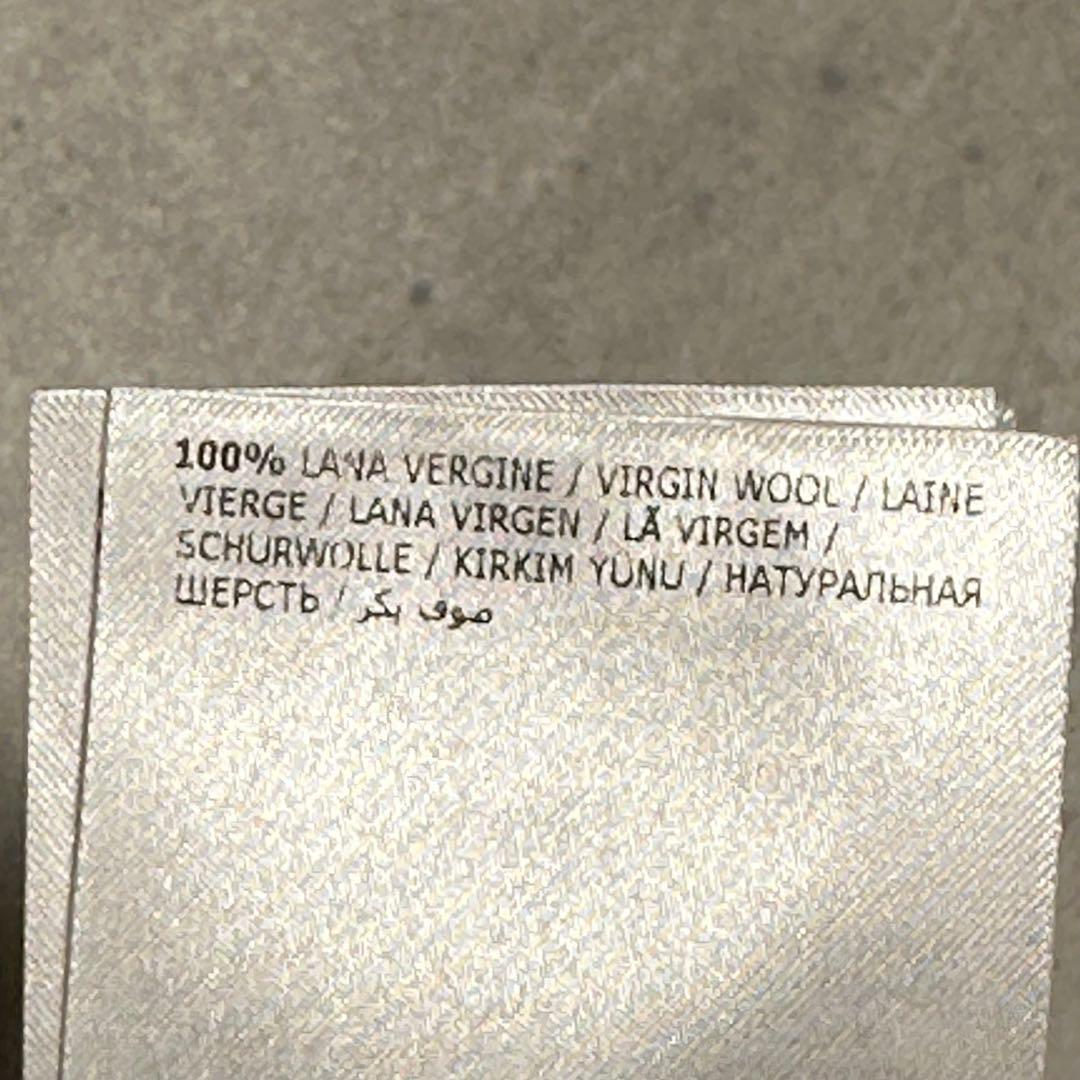 100% LANA VERGINE / VIRGIN WOOL / LAINE
VIERGE / LANA VIRGEN / LÃ VIRGEM /
SCHURWOLLE / KIRKIM YÜNÜ / НАТУРАЛЬНАЯ
ШЕРСТЬ / صوف بكر